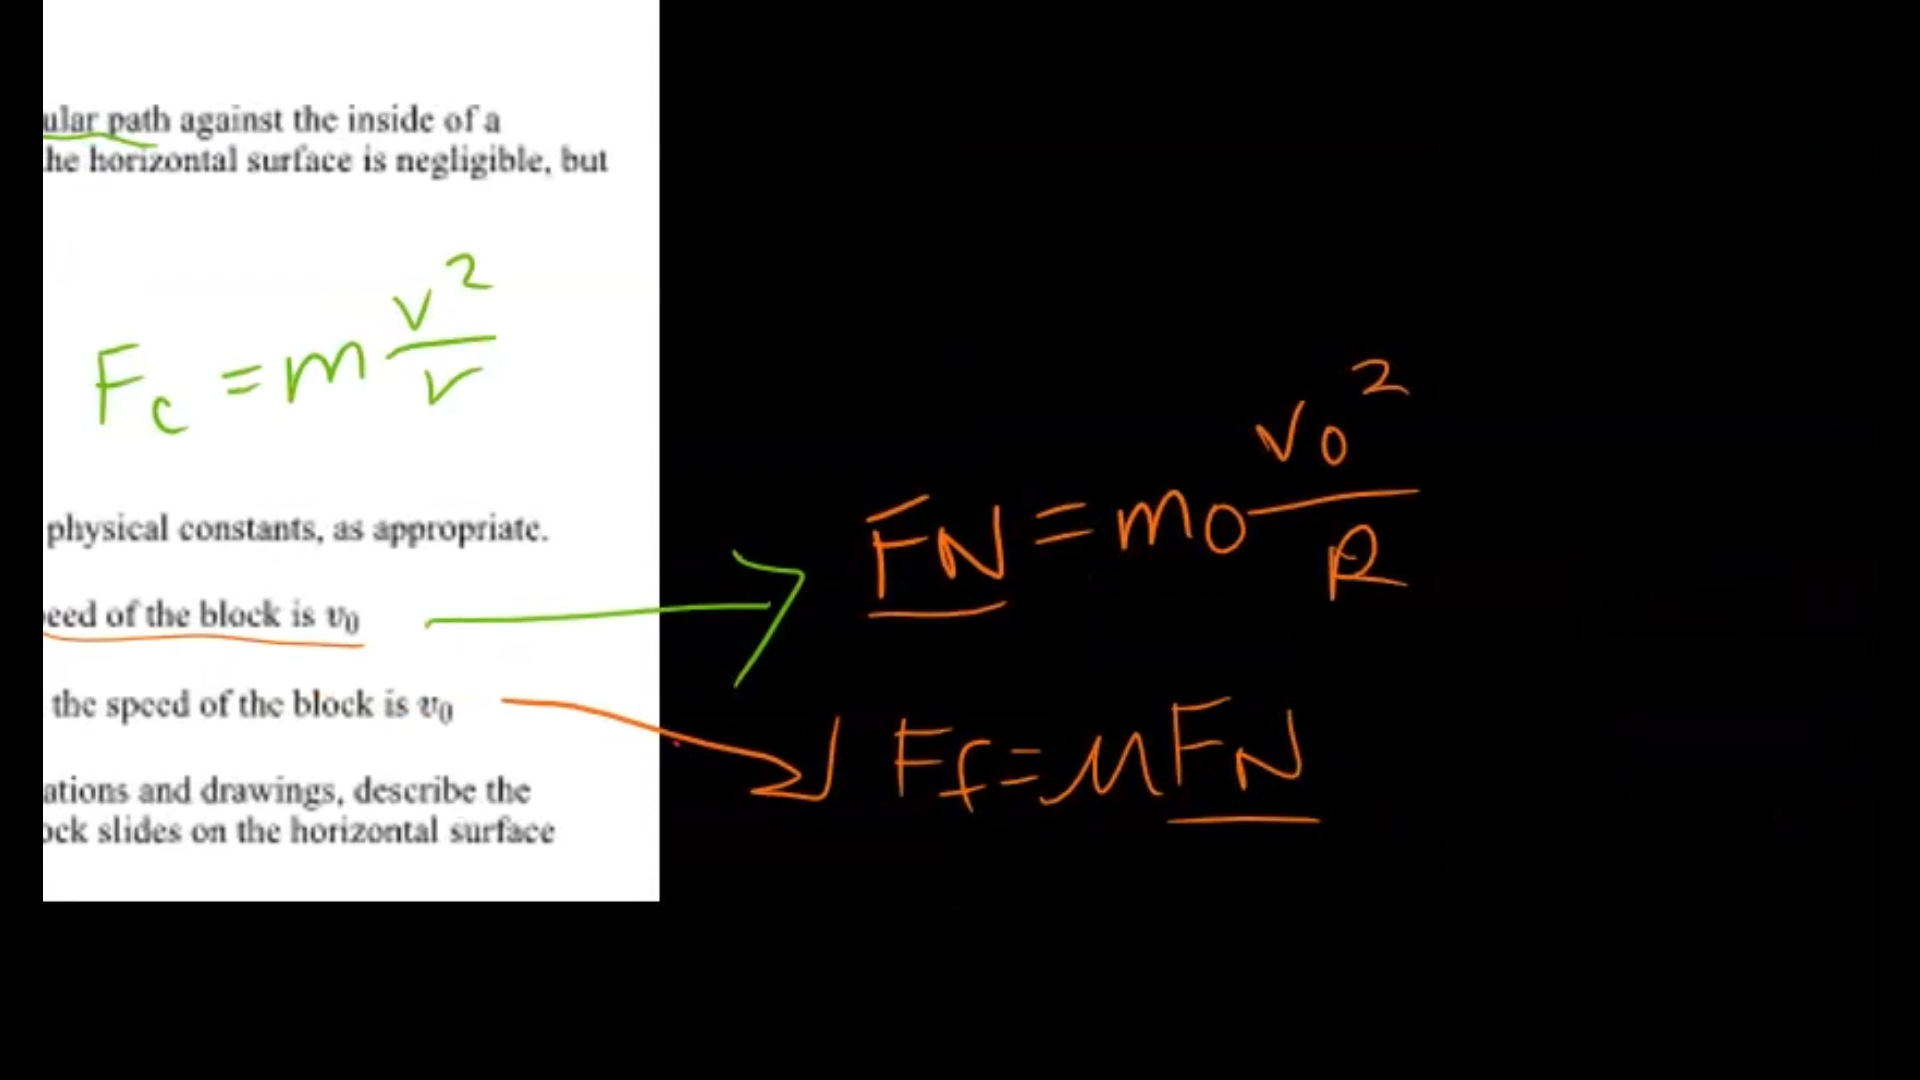 ular path against the inside of a
he horizontal surface is negligible, but
Fc = m v²/r
physical constants, as appropriate.
eed of the block is v₀
FN = m₀ v₀²/R
the speed of the block is v₀
Ff = μFN
ations and drawings, describe the
ock slides on the horizontal surface